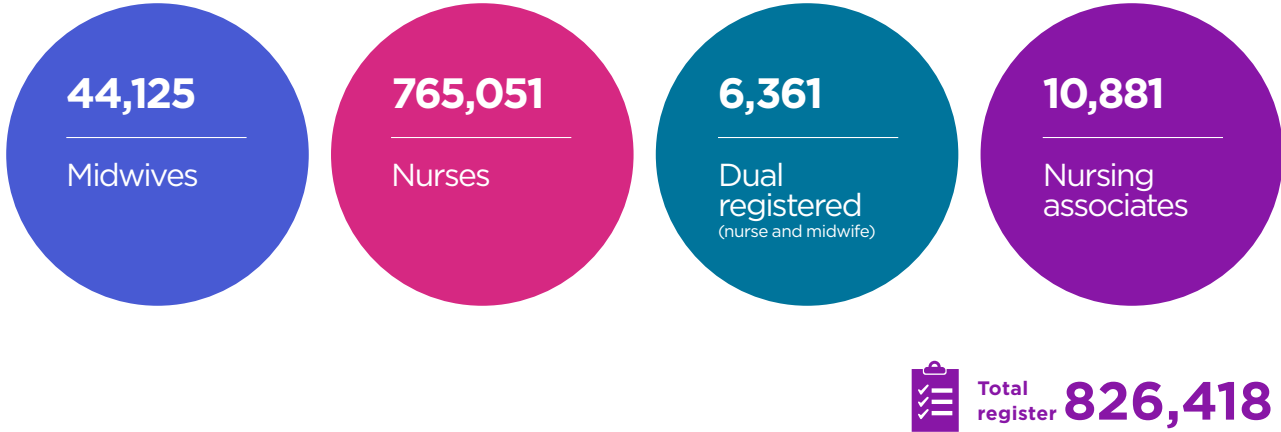 44,125
Midwives
765,051
Nurses
6,361
Dual
registered
(nurse and midwife)
10,881
Nursing
associates
Total
register
826,418